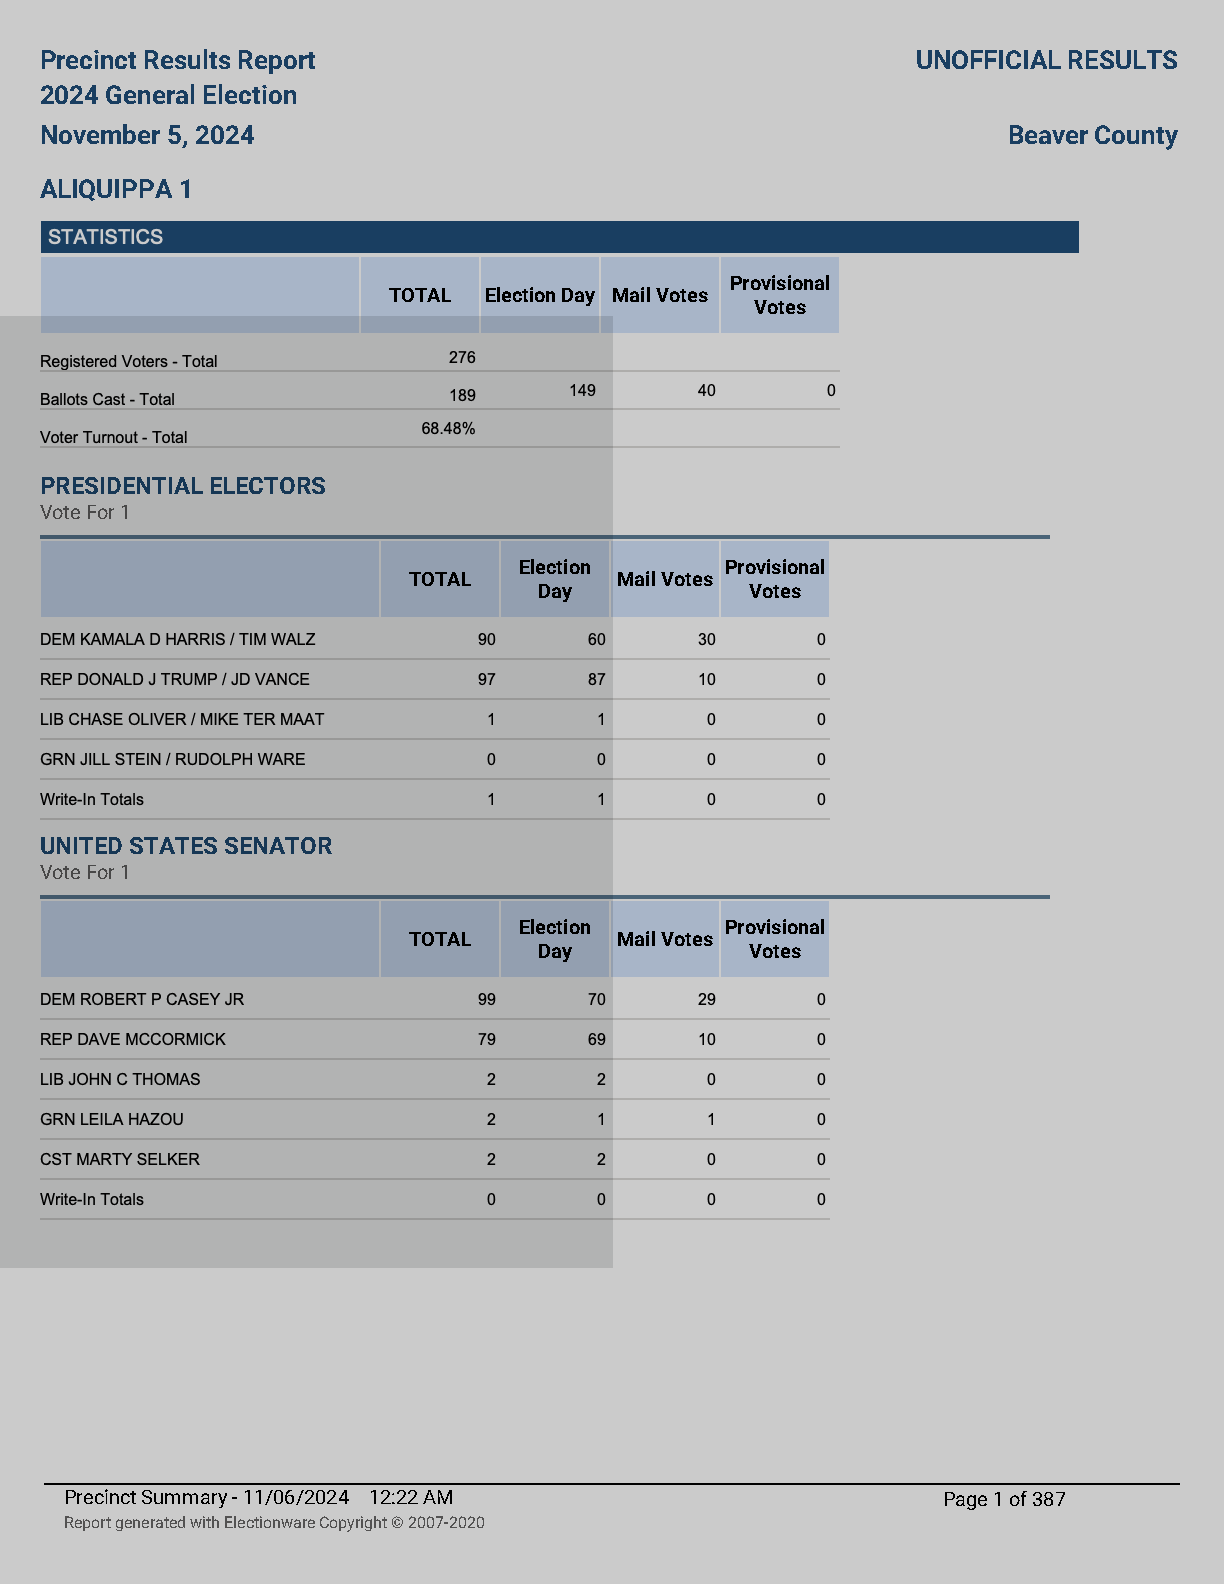 Precinct Results Report UNOFFICIAL RESULTS
2024 General Election
November 5, 2024 Beaver County
ALIQUIPPA 1
STATISTICS
TOTAL Election Day Mail Votes Provisional Votes
Registered Voters - Total 276
Ballots Cast - Total 189 149 40 0
Voter Turnout - Total 68.48%
PRESIDENTIAL ELECTORS
Vote For 1
TOTAL Election Day Mail Votes Provisional Votes
DEM KAMALA D HARRIS / TIM WALZ 90 60 30 0
REP DONALD J TRUMP / JD VANCE 97 87 10 0
LIB CHASE OLIVER / MIKE TER MAAT 1 1 0 0
GRN JILL STEIN / RUDOLPH WARE 0 0 0 0
Write-In Totals 1 1 0 0
UNITED STATES SENATOR
Vote For 1
TOTAL Election Day Mail Votes Provisional Votes
DEM ROBERT P CASEY JR 99 70 29 0
REP DAVE MCCORMICK 79 69 10 0
LIB JOHN C THOMAS 2 2 0 0
GRN LEILA HAZOU 2 1 1 0
CST MARTY SELKER 2 2 0 0
Write-In Totals 0 0 0 0
Precinct Summary - 11/06/2024 12:22 AM Page 1 of 387
Report generated with Electionware Copyright © 2007-2020